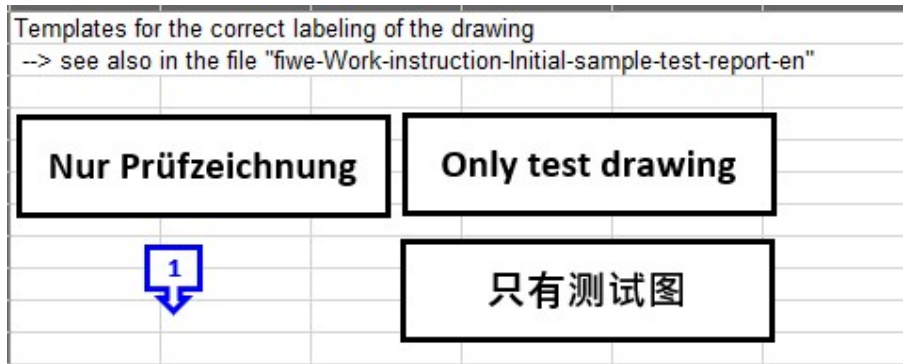 Templates for the correct labeling of the drawing
--> see also in the file "fiwe-Work-instruction-Initial-sample-test-report-en"
Nur Prüfzeichnung
Only test drawing
1
只有测试图